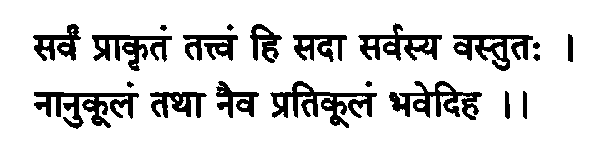 सर्वं प्राकृतं तत्त्वं हि सदा सर्वस्य वस्तुतः ।
नानुकूलं तथा नैव प्रतिकूलं भवेदिह ।।